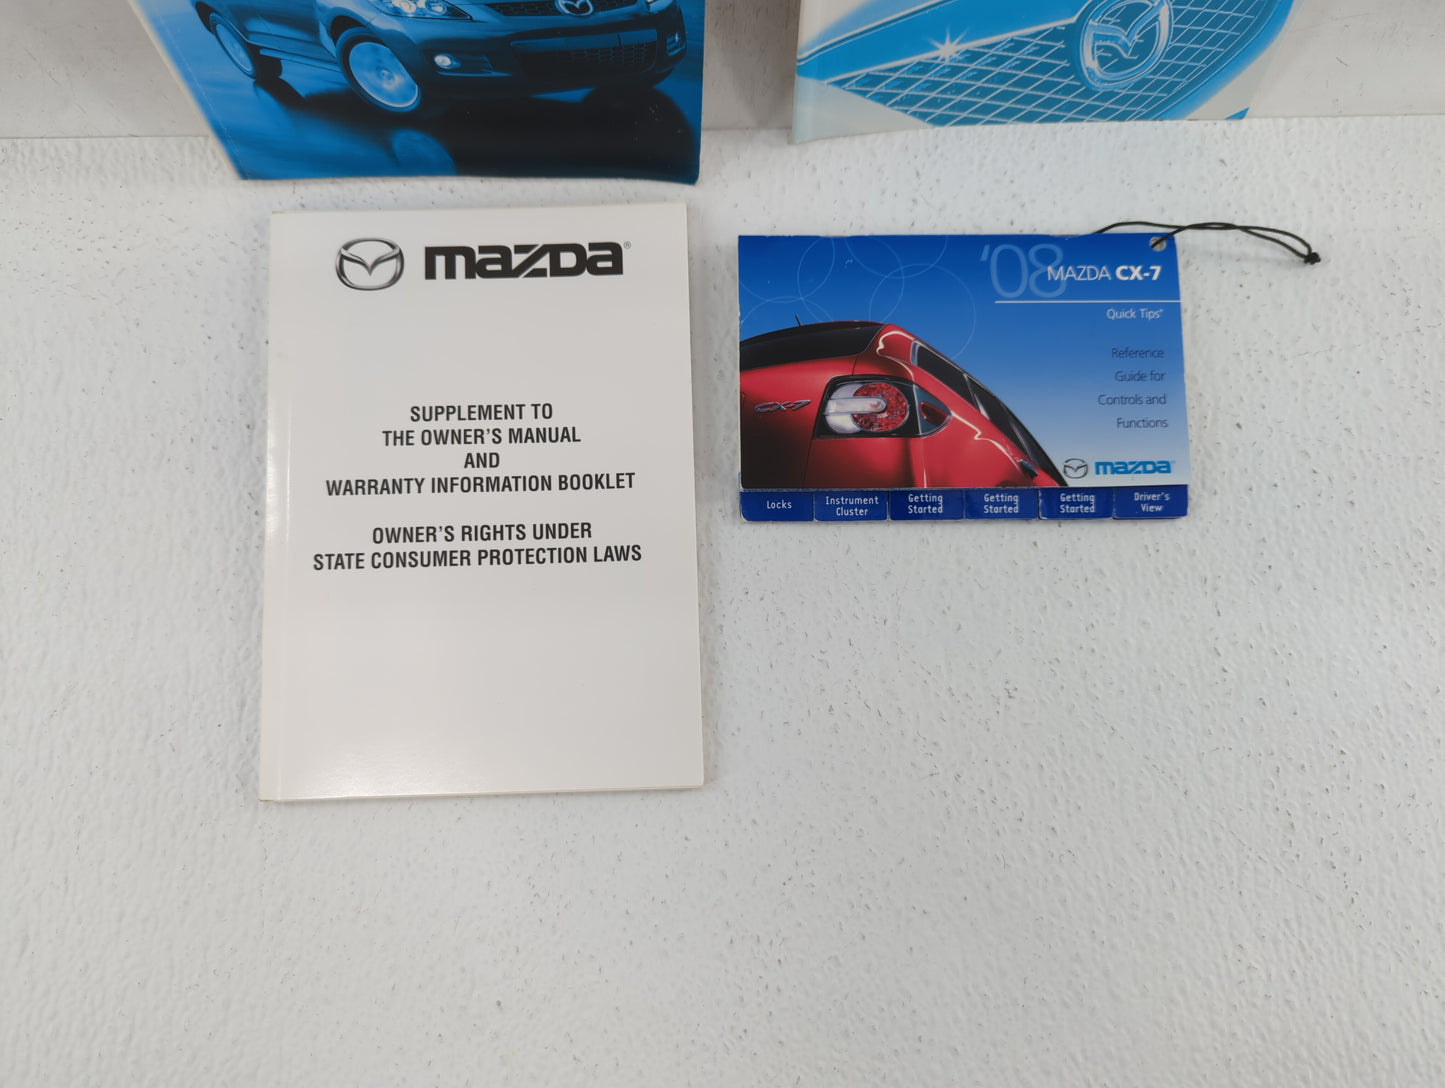 mazda®
SUPPLEMENT TO
THE OWNER'S MANUAL
AND
WARRANTY INFORMATION BOOKLET
OWNER'S RIGHTS UNDER
STATE CONSUMER PROTECTION LAWS
'08 MAZDA CX-7
Quick Tips®
Reference
Guide for
Controls and
Functions
CX-7
mazda
Locks
Instrument
Cluster
Getting
Started
Getting
Started
Getting
Started
Driver's
View